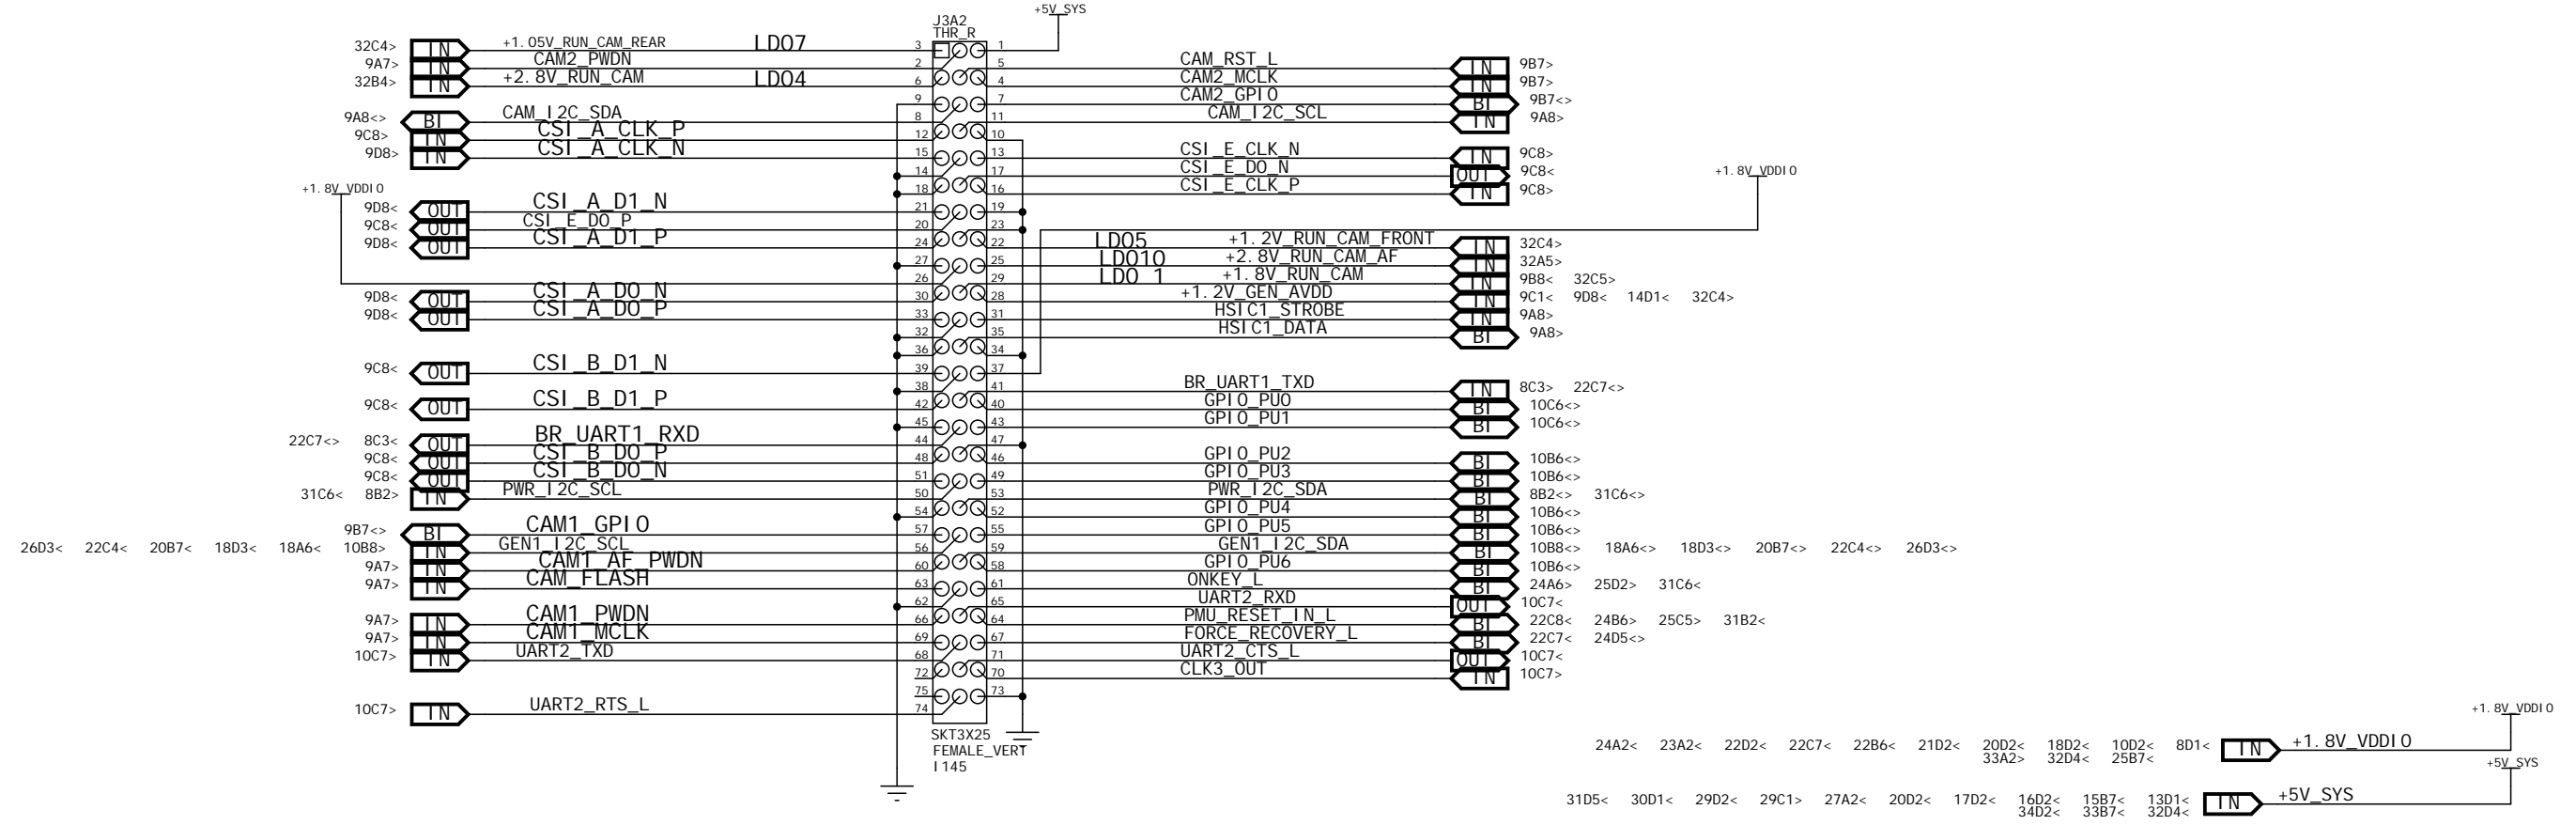 +5V_SYS
J3A2
THR_R
32C4> IN +1.05V_RUN_CAM_REAR LDO7 3 1
9A7> IN CAM2_PWDN 2 5 CAM_RST_L IN 9B7>
32B4> IN +2.8V_RUN_CAM LDO4 6 4 CAM2_MCLK IN 9B7>
9 7 CAM2_GPIO BI 9B7<>
9A8<> BI CAM_I2C_SDA 8 11 CAM_I2C_SCL IN 9A8>
9C8> IN CSI_A_CLK_P 12 10
9D8> IN CSI_A_CLK_N 15 13 CSI_E_CLK_N IN 9C8>
14 17 CSI_E_D0_N OUT 9C8< +1.8V_VDDIO
+1.8V_VDDIO 18 16 CSI_E_CLK_P IN 9C8>
9D8< OUT CSI_A_D1_N 21 19
9C8< OUT CSI_E_D0_P 20 23
9D8< OUT CSI_A_D1_P 24 22 LDO5 +1.2V_RUN_CAM_FRONT IN 32C4>
27 25 LDO10 +2.8V_RUN_CAM_AF IN 32A5>
26 29 LDO 1 +1.8V_RUN_CAM IN 9B8< 32C5>
9D8< OUT CSI_A_D0_N 30 28 +1.2V_GEN_AVDD IN 9C1< 9D8< 14D1< 32C4>
9D8< OUT CSI_A_D0_P 33 31 HSIC1_STROBE IN 9A8>
32 35 HSIC1_DATA BI 9A8>
36 34
9C8< OUT CSI_B_D1_N 39 37
38 41 BR_UART1_TXD IN 8C3> 22C7<>
9C8< OUT CSI_B_D1_P 42 40 GPIO_PU0 BI 10C6<>
45 43 GPIO_PU1 BI 10C6<>
22C7<> 8C3< OUT BR_UART1_RXD 44 47
9C8< OUT CSI_B_D0_P 48 46 GPIO_PU2 BI 10B6<>
9C8< OUT CSI_B_D0_N 51 49 GPIO_PU3 BI 10B6<>
31C6< 8B2> IN PWR_I2C_SCL 50 53 PWR_I2C_SDA BI 8B2<> 31C6<>
54 52 GPIO_PU4 BI 10B6<>
9B7<> BI CAM1_GPIO 57 55 GPIO_PU5 BI 10B6<>
26D3< 22C4< 20B7< 18D3< 18A6< 10B8> IN GEN1_I2C_SCL 56 59 GEN1_I2C_SDA BI 10B8<> 18A6<> 18D3<> 20B7<> 22C4<> 26D3<>
9A7> IN CAM1_AF_PWDN 60 58 GPIO_PU6 BI 10B6<>
9A7> IN CAM_FLASH 63 61 ONKEY_L BI 24A6> 25D2> 31C6<
62 65 UART2_RXD OUT 10C7<
9A7> IN CAM1_PWDN 66 64 PMU_RESET_IN_L BI 22C8< 24B6> 25C5> 31B2<
9A7> IN CAM1_MCLK 69 67 FORCE_RECOVERY_L BI 22C7< 24D5<>
10C7> IN UART2_TXD 68 71 UART2_CTS_L OUT 10C7<
72 70 CLK3_OUT IN 10C7>
75 73
10C7> IN UART2_RTS_L 74
SKT3X25
FEMALE_VERT
I145
+1.8V_VDDIO
24A2< 23A2< 22D2< 22C7< 22B6< 21D2< 20D2< 18D2< 10D2< 8D1< IN +1.8V_VDDIO
33A2> 32D4< 25B7<
+5V_SYS
31D5< 30D1< 29D2< 29C1> 27A2< 20D2< 17D2< 16D2< 15B7< 13D1< IN +5V_SYS
34D2< 33B7< 32D4<